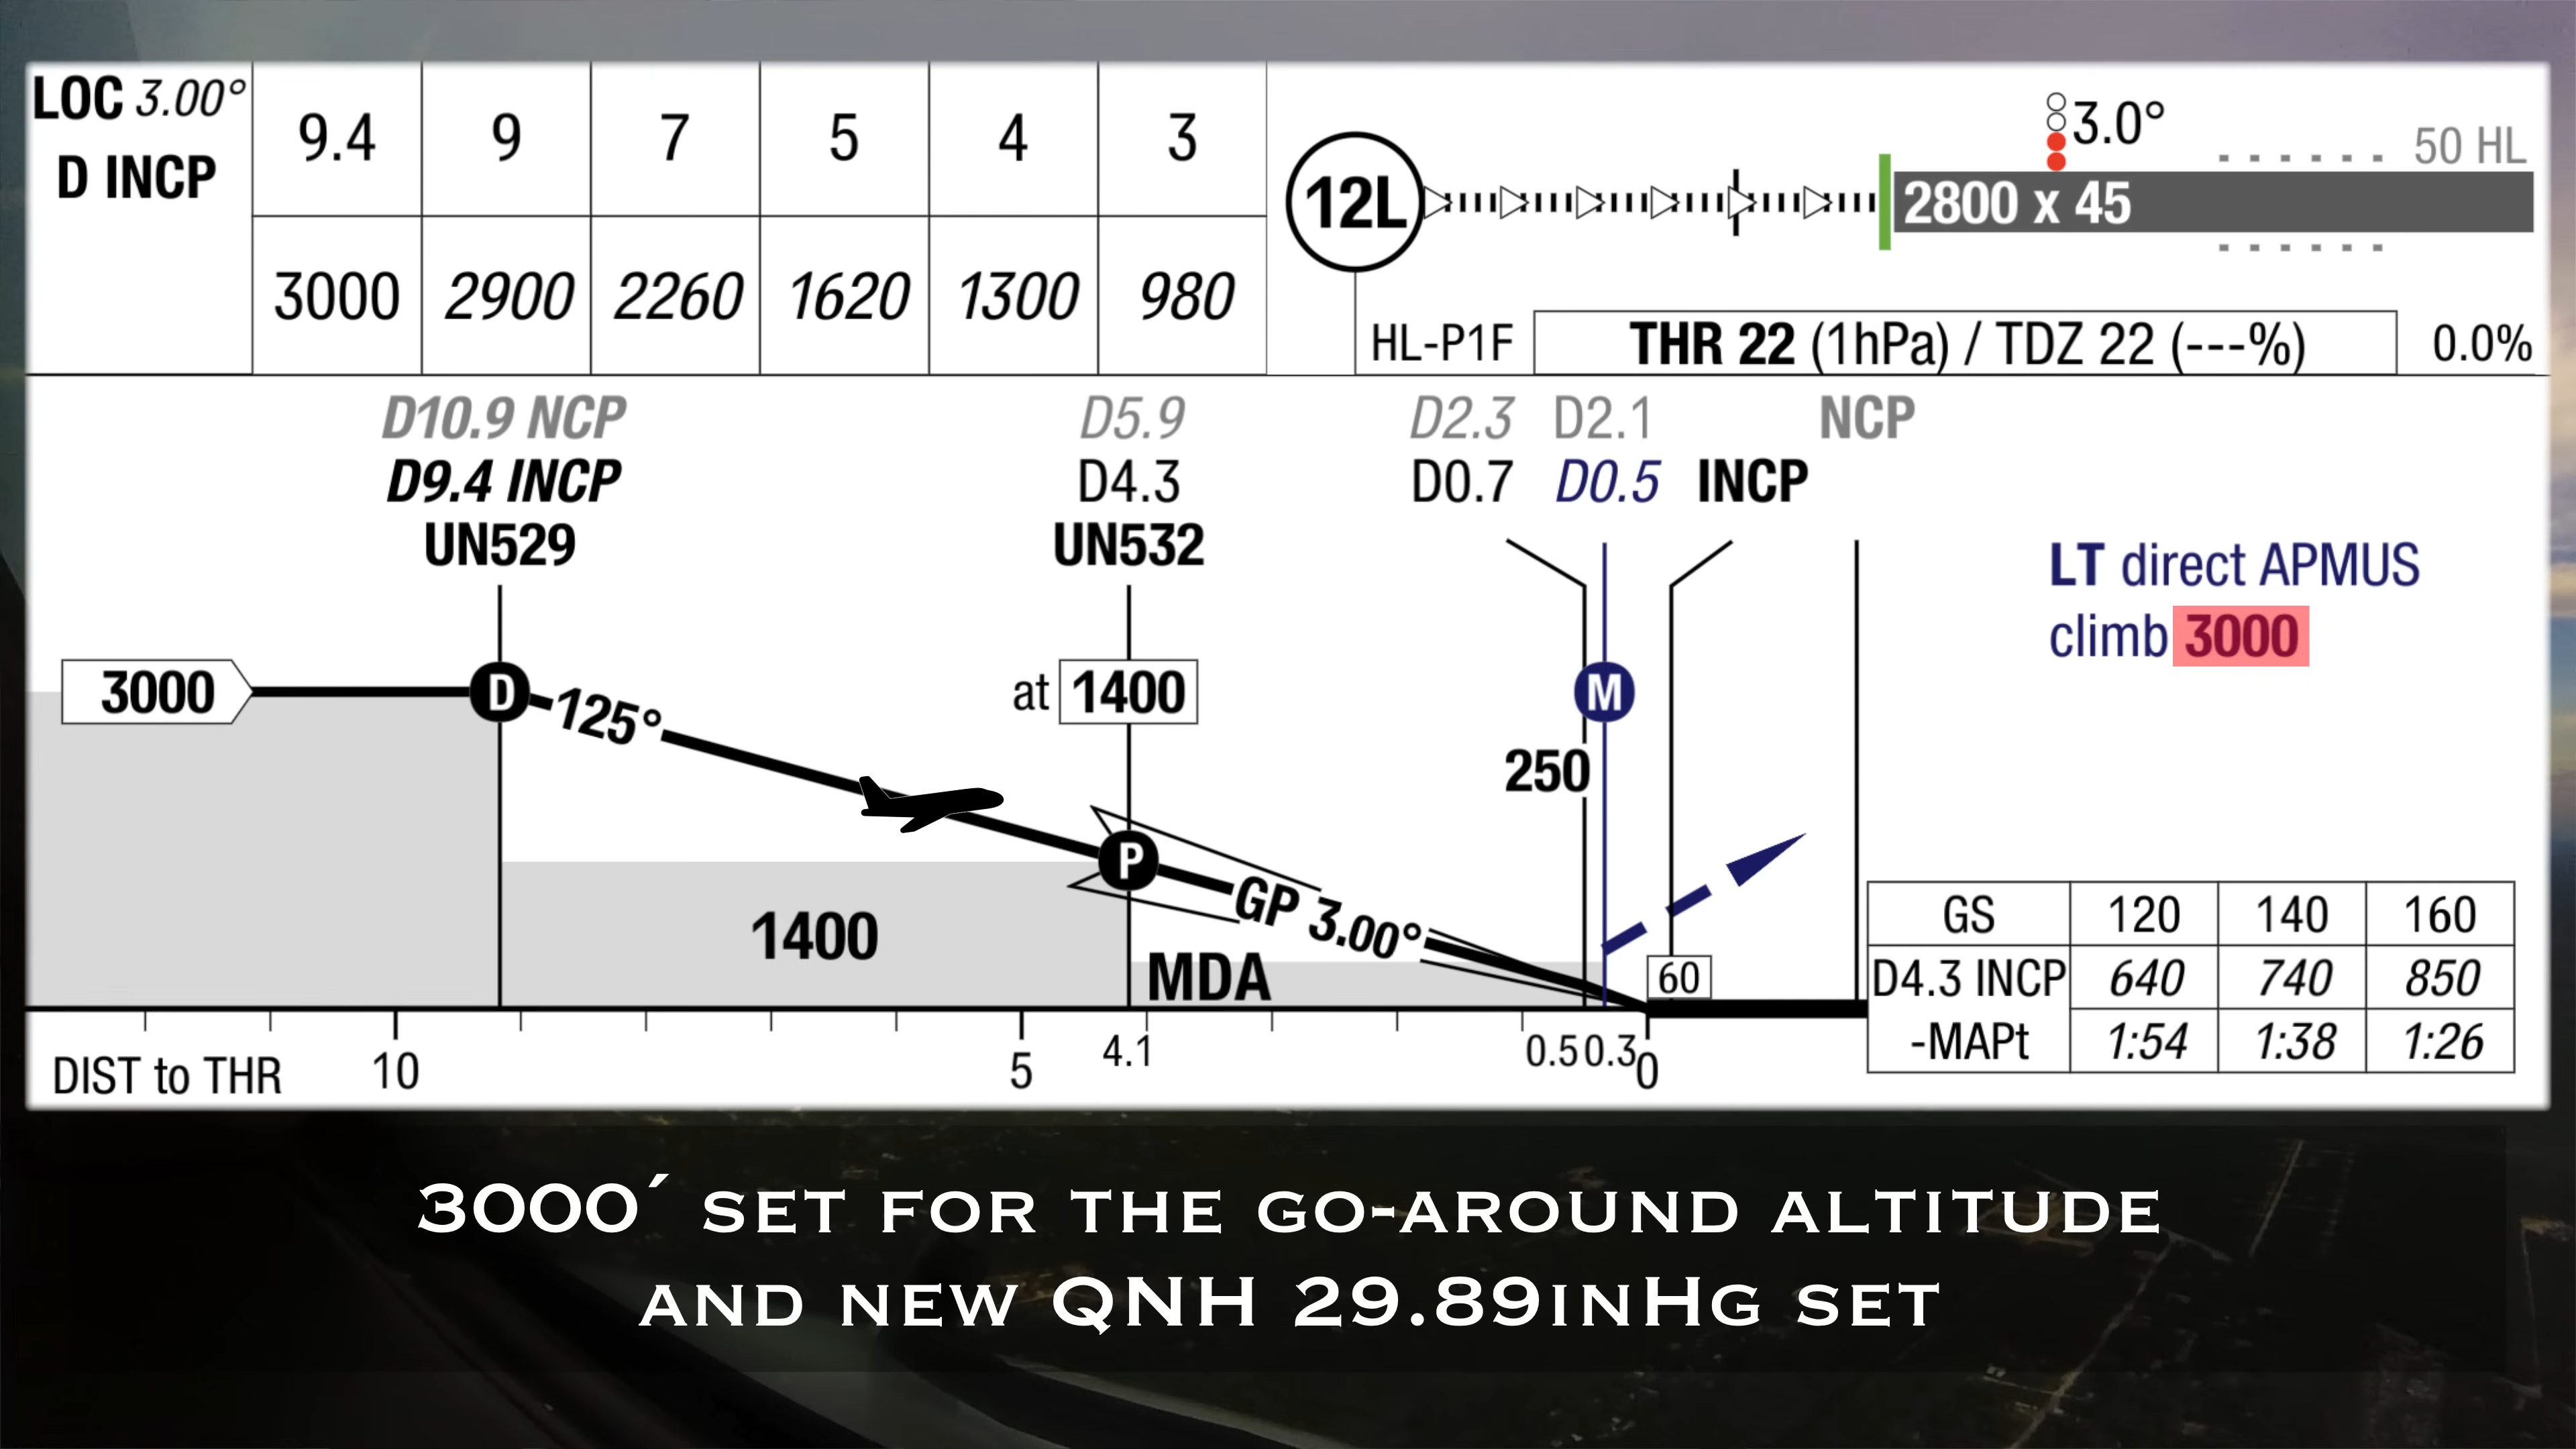 LOC 3.00°
D INCP
9.4 9 7 5 4 3
3000 2900 2260 1620 1300 980
3.0°
50 HL
12L
2800 x 45
HL-P1F
THR 22 (1hPa) / TDZ 22 (---%)
0.0%
D10.9 NCP
D9.4 INCP
UN529
D5.9
D4.3
UN532
D2.3 D2.1 NCP
D0.7 D0.5 INCP
LT direct APMUS
climb 3000
3000
D
125°
at 1400
M
250
P
GP 3.00°
1400
MDA
60
GS 120 140 160
D4.3 INCP 640 740 850
-MAPt 1:54 1:38 1:26
DIST to THR 10 5 4.1 0.5 0.3 0
3000´ SET FOR THE GO-AROUND ALTITUDE
AND NEW QNH 29.89INHG SET